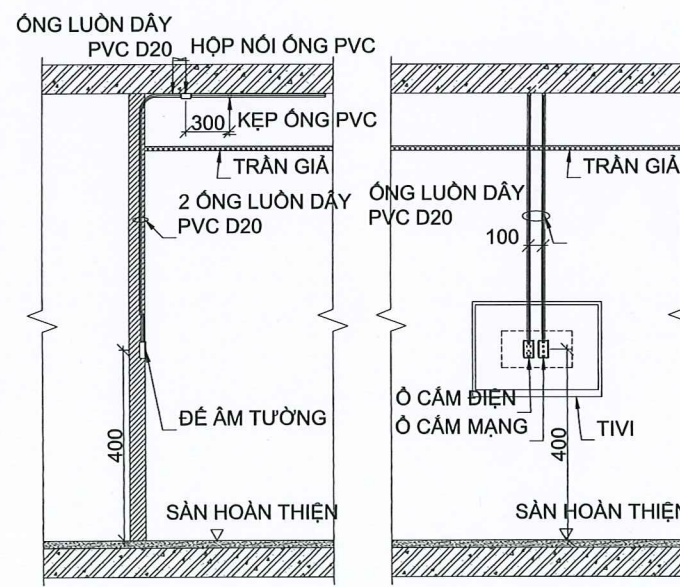 ỐNG LUỒN DÂY
PVC D20
HỘP NỐI ỐNG PVC
300
KẸP ỐNG PVC
TRẦN GIẢ
2 ỐNG LUỒN DÂY
PVC D20
ĐẾ ÂM TƯỜNG
400
SÀN HOÀN THIỆN
TRẦN GIẢ
ỐNG LUỒN DÂY
PVC D20
100
Ổ CẮM ĐIỆN
Ổ CẮM MẠNG
TIVI
400
SÀN HOÀN THIỆN